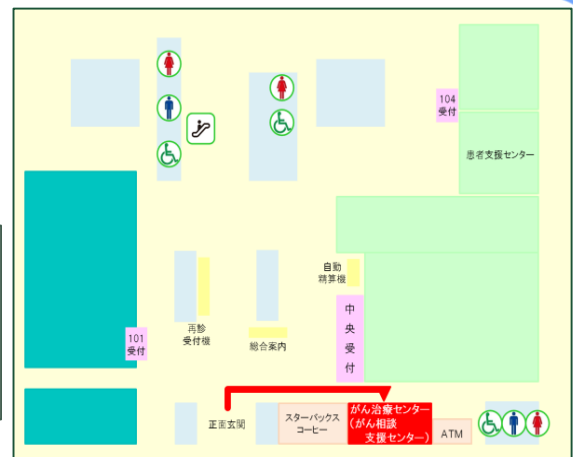 104
受付
患者支援センター
自動
精算機
再診
受付機
総合案内
中
央
受
付
101
受付
正面玄関
スターバックス
コーヒー
がん治療センター
(がん相談
支援センター)
ATM